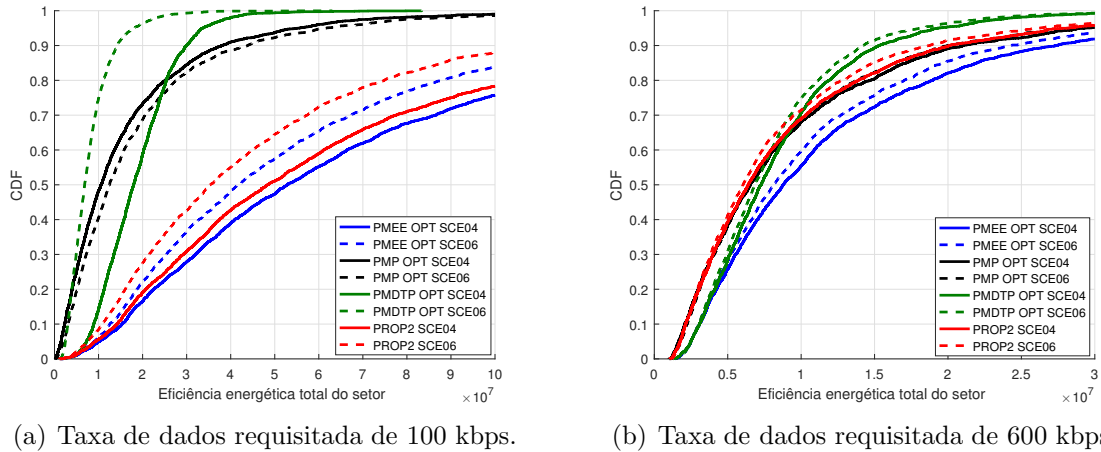 CDF
1
0.9
0.8
0.7
0.6
0.5
0.4
0.3
0.2
0.1
0
PMEE OPT SCE04
PMEE OPT SCE06
PMP OPT SCE04
PMP OPT SCE06
PMDTP OPT SCE04
PMDTP OPT SCE06
PROP2 SCE04
PROP2 SCE06
0 1 2 3 4 5 6 7 8 9 10
Eficiência energética total do setor
×10^7
(a) Taxa de dados requisitada de 100 kbps.
CDF
1
0.9
0.8
0.7
0.6
0.5
0.4
0.3
0.2
0.1
0
PMEE OPT SCE04
PMEE OPT SCE06
PMP OPT SCE04
PMP OPT SCE06
PMDTP OPT SCE04
PMDTP OPT SCE06
PROP2 SCE04
PROP2 SCE06
0 0.5 1 1.5 2 2.5 3
Eficiência energética total do setor
×10^7
(b) Taxa de dados requisitada de 600 kbps